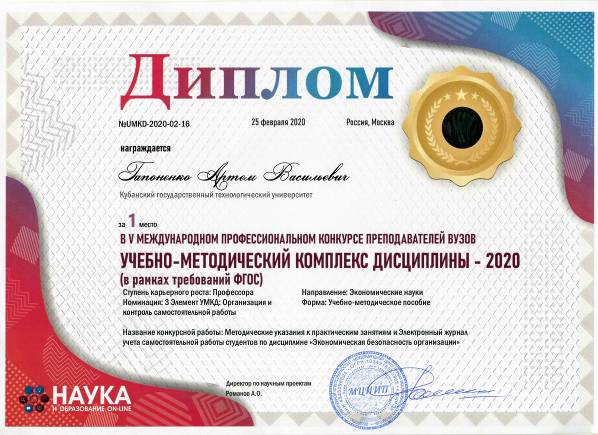 Диплом
№UMKD-2020-02-16 25 февраля 2020 Россия, Москва
награждается
Гапоненко Артем Васильевич
Кубанский государственный технологический университет
за 1 место
В V МЕЖДУНАРОДНОМ ПРОФЕССИОНАЛЬНОМ КОНКУРСЕ ПРЕПОДАВАТЕЛЕЙ ВУЗОВ
УЧЕБНО-МЕТОДИЧЕСКИЙ КОМПЛЕКС ДИСЦИПЛИНЫ - 2020
(в рамках требований ФГОС)
Ступень карьерного роста: Профессора
Номинация: 3 Элемент УМКД: Организация и
контроль самостоятельной работы
Направление: Экономические науки
Форма: Учебно-методическое пособие
Название конкурсной работы: Методические указания к практическим занятиям и Электронный журнал
учета самостоятельной работы студентов по дисциплине «Экономическая безопасность организации»
Директор по научным проектам
Романов А.О.
МЦНИП
НАУКА
И ОБРАЗОВАНИЕ ON-LINE